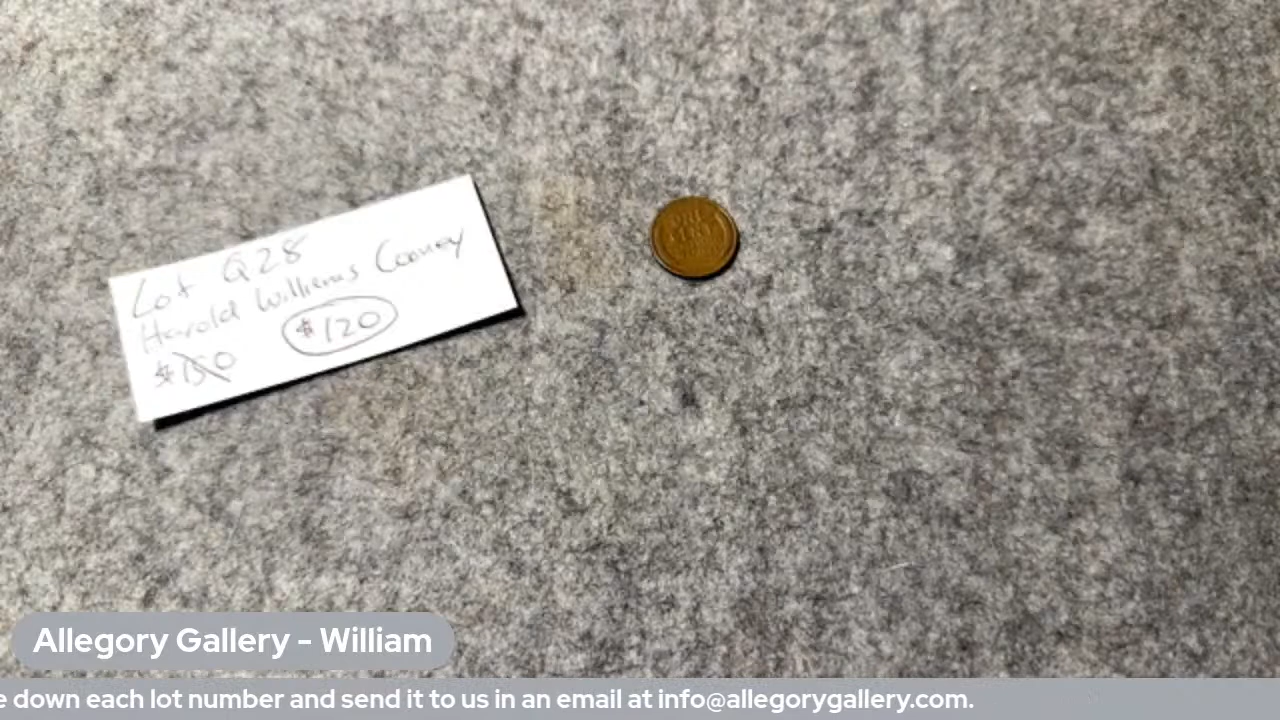 Lot Q28
Harold Williams Cooney
$150 $120
ONE
CENT
Allegory Gallery - William
e down each lot number and send it to us in an email at info@allegorygallery.com.